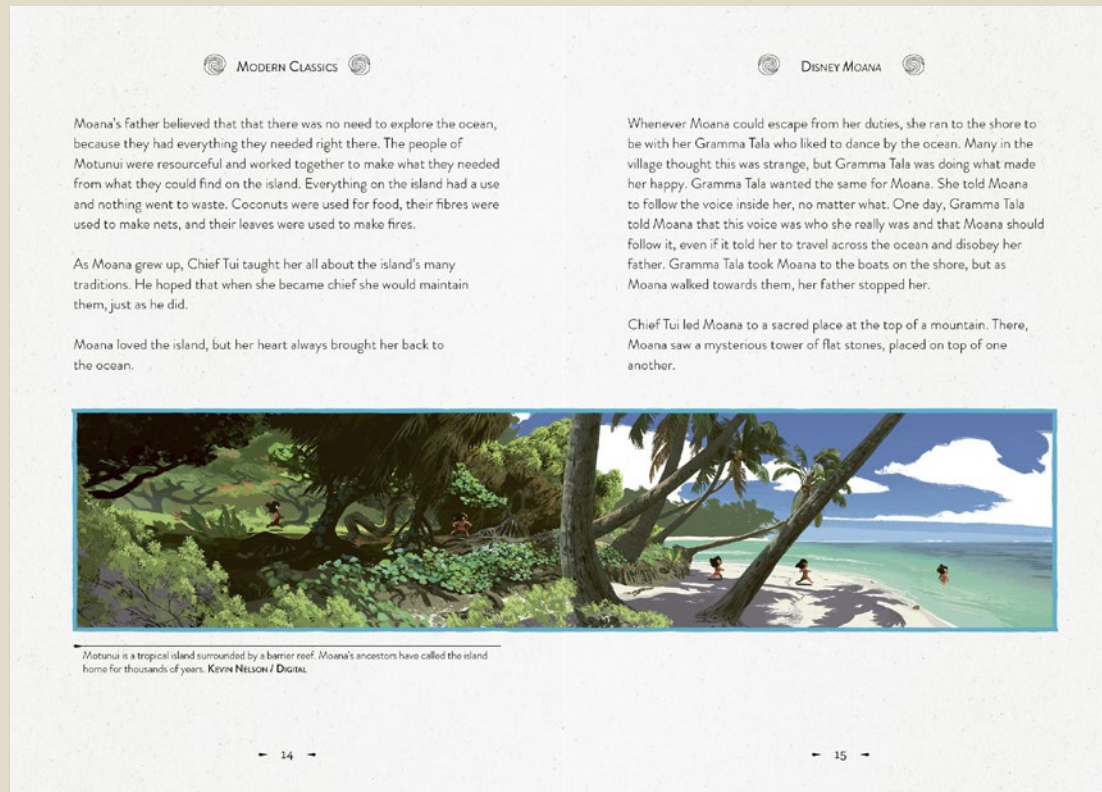 MODERN CLASSICS
Moana's father believed that that there was no need to explore the ocean,
because they had everything they needed right there. The people of
Motunui were resourceful and worked together to make what they needed
from what they could find on the island. Everything on the island had a use
and nothing went to waste. Coconuts were used for food, their fibres were
used to make nets, and their leaves were used to make fires.
As Moana grew up, Chief Tui taught her all about the island's many
traditions. He hoped that when she became chief she would maintain
them, just as he did.
Moana loved the island, but her heart always brought her back to
the ocean.
Motunui is a tropical island surrounded by a barrier reef. Moana's ancestors have called the island
home for thousands of years. KEVIN NELSON / DIGITAL
14
DISNEY MOANA
Whenever Moana could escape from her duties, she ran to the shore to
be with her Gramma Tala who liked to dance by the ocean. Many in the
village thought this was strange, but Gramma Tala was doing what made
her happy. Gramma Tala wanted the same for Moana. She told Moana
to follow the voice inside her, no matter what. One day, Gramma Tala
told Moana that this voice was who she really was and that Moana should
follow it, even if it told her to travel across the ocean and disobey her
father. Gramma Tala took Moana to the boats on the shore, but as
Moana walked towards them, her father stopped her.
Chief Tui led Moana to a sacred place at the top of a mountain. There,
Moana saw a mysterious tower of flat stones, placed on top of one
another.
15